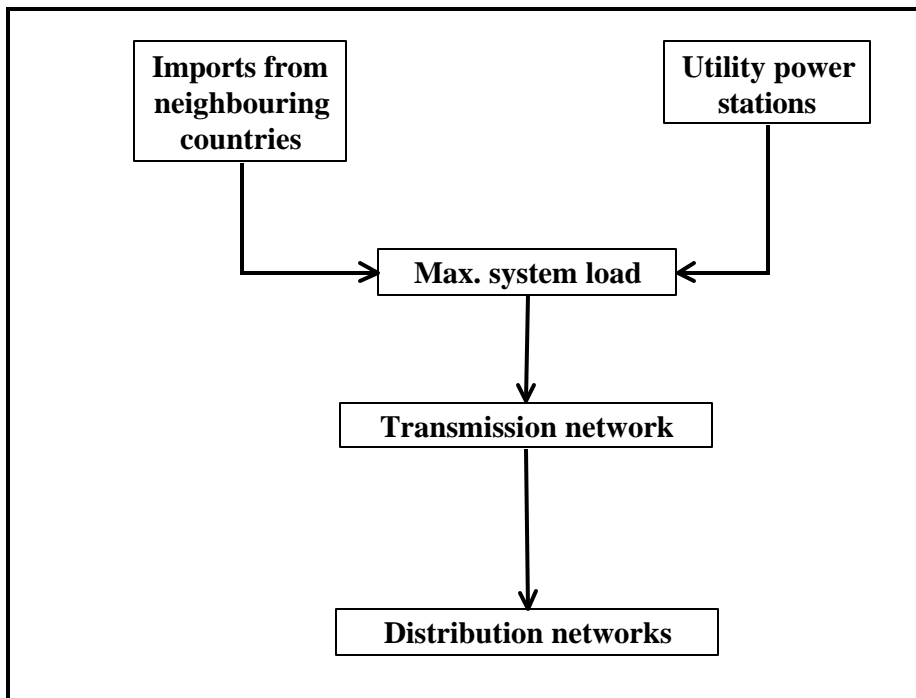 Imports from
neighbouring
countries
Utility power
stations
Max. system load
Transmission network
Distribution networks